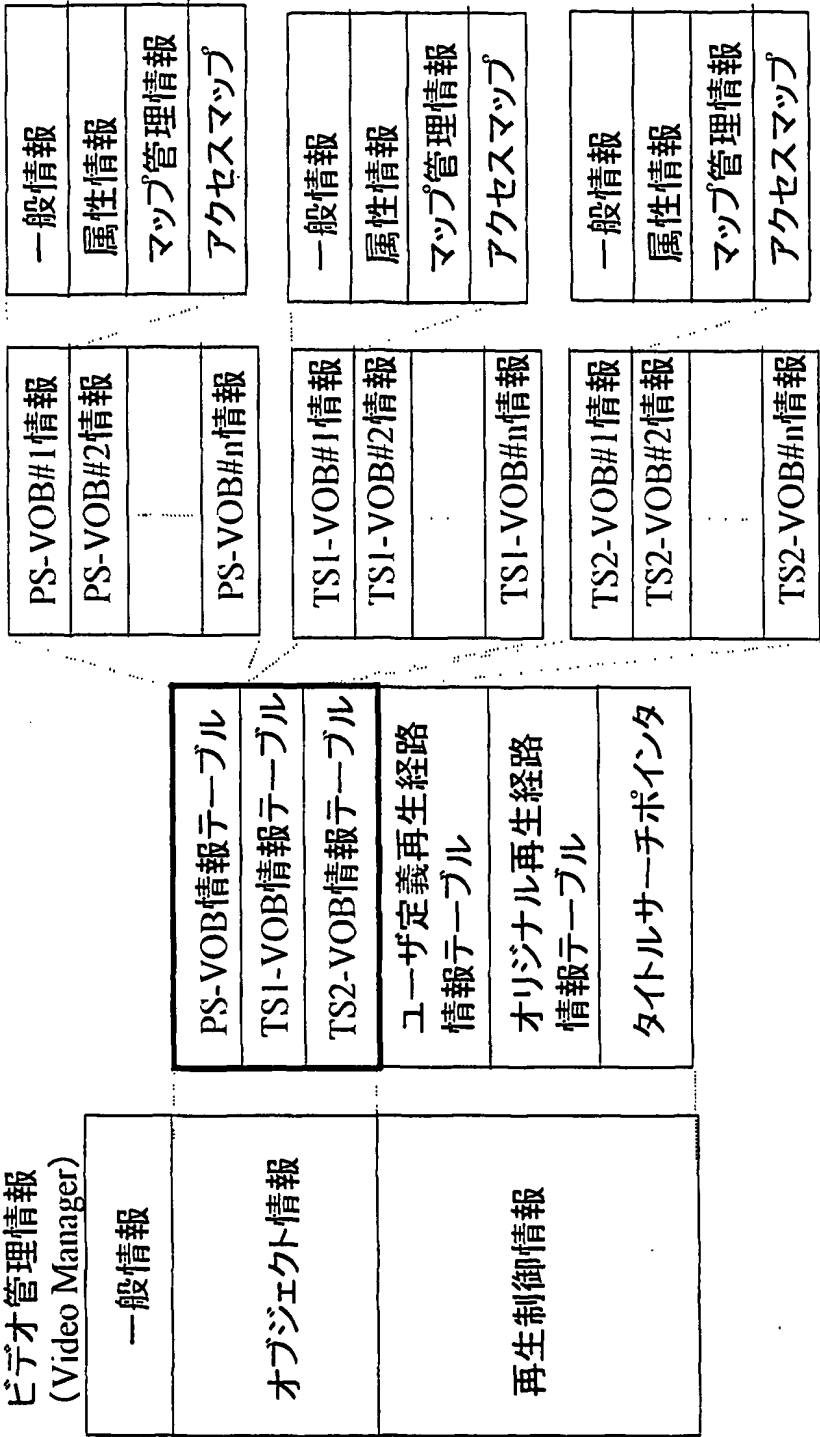 ビデオ管理情報
(Video Manager)
一般情報
オブジェクト情報
再生制御情報
PS-VOB情報テーブル
TS1-VOB情報テーブル
TS2-VOB情報テーブル
ユーザ定義再生経路
情報テーブル
オリジナル再生経路
情報テーブル
タイトルサーチポインタ
PS-VOB#1情報
PS-VOB#2情報
PS-VOB#n情報
TS1-VOB#1情報
TS1-VOB#2情報
TS1-VOB#n情報
TS2-VOB#1情報
TS2-VOB#2情報
TS2-VOB#n情報
一般情報
属性情報
マップ管理情報
アクセスマップ
一般情報
属性情報
マップ管理情報
アクセスマップ
一般情報
属性情報
マップ管理情報
アクセスマップ